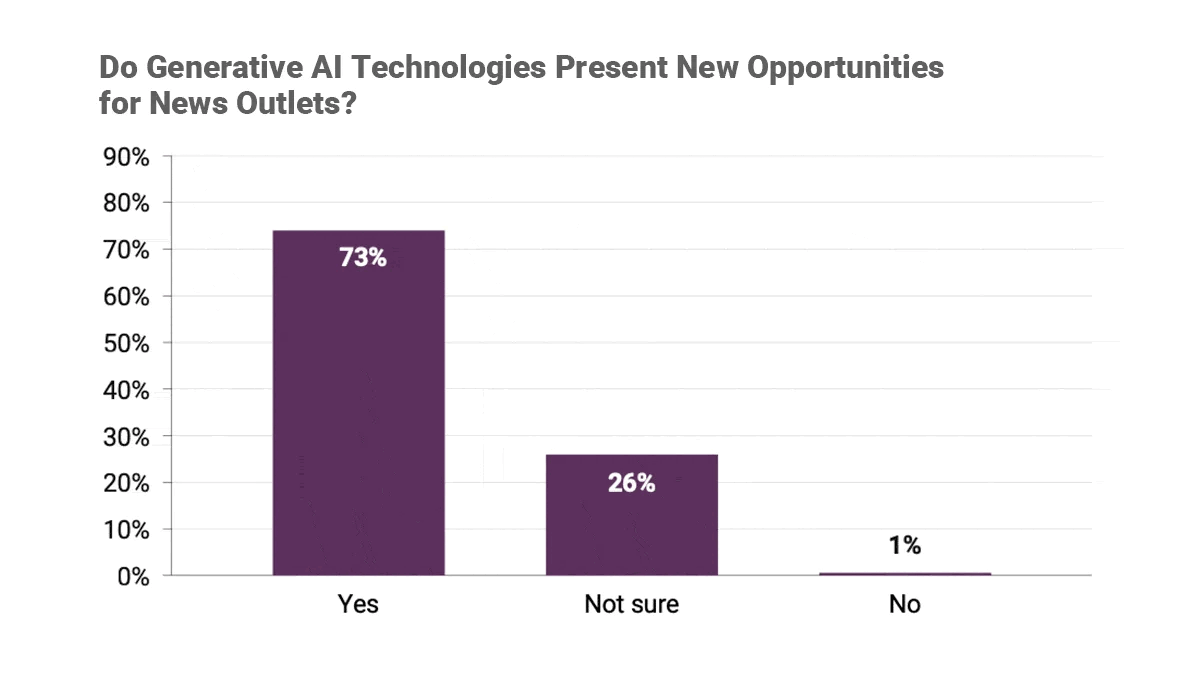 Do Generative AI Technologies Present New Opportunities
for News Outlets?
90%
80%
70%
60%
50%
40%
30%
20%
10%
0%
73%
26%
1%
Yes
Not sure
No